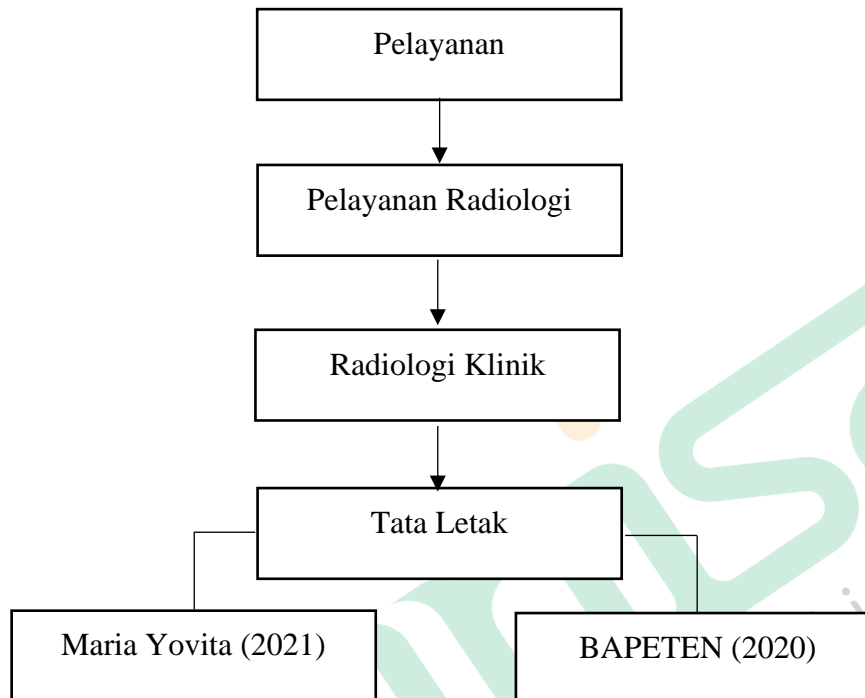 Pelayanan
Pelayanan Radiologi
Radiologi Klinik
Tata Letak
Maria Yovita (2021)
BAPETEN (2020)